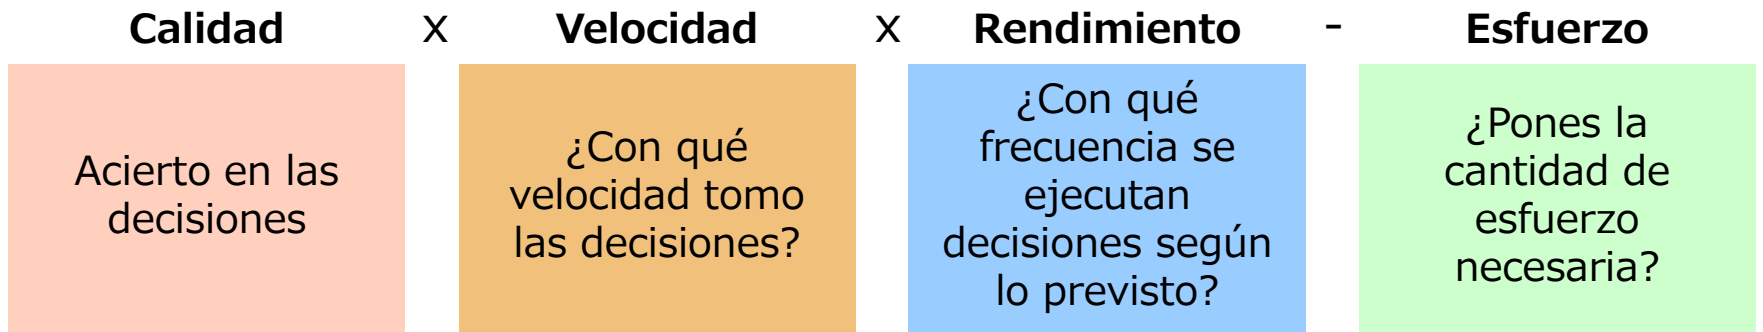 Calidad x Velocidad x Rendimiento - Esfuerzo
Acierto en las
decisiones
¿Con qué
velocidad tomo
las decisiones?
¿Con qué
frecuencia se
ejecutan
decisiones según
lo previsto?
¿Pones la
cantidad de
esfuerzo
necesaria?